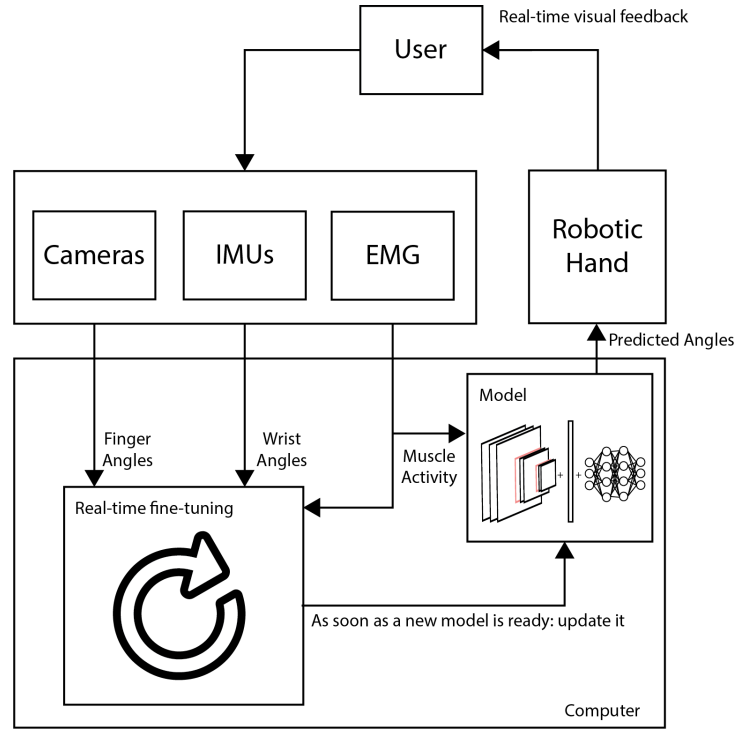 Real-time visual feedback
User
Cameras
IMUs
EMG
Robotic
Hand
Predicted Angles
Model
Finger
Angles
Wrist
Angles
Muscle
Activity
+
+
Real-time fine-tuning
As soon as a new model is ready: update it
Computer